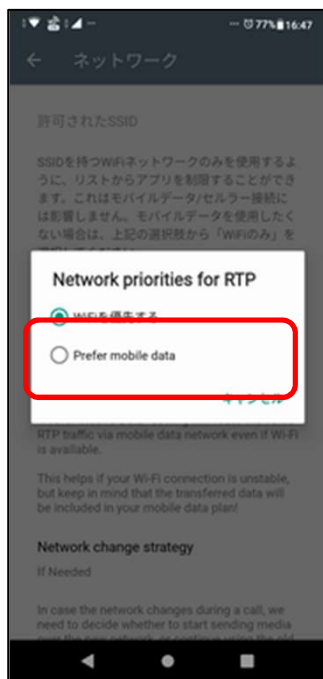 77% 16:47
ネットワーク
許可されたSSID
SSIDを持つWiFiネットワークのみを使用するよ
うに、リストからアプリを制限することができ
ます。これはモバイルデータ/セルラー接続に
は影響しません。モバイルデータを使用したく
ない場合は、上記の選択肢から「WiFiのみ」を
Network priorities for RTP
WiFiを優先する
Prefer mobile data
キャンセル
RTP traffic via mobile data network even if Wi-Fi
is available.
This helps if your Wi-Fi connection is unstable,
but keep in mind that the transferred data will
be included in your mobile data plan!
Network change strategy
If Needed
In case the network changes during a call, we
need to decide whether to start sending media